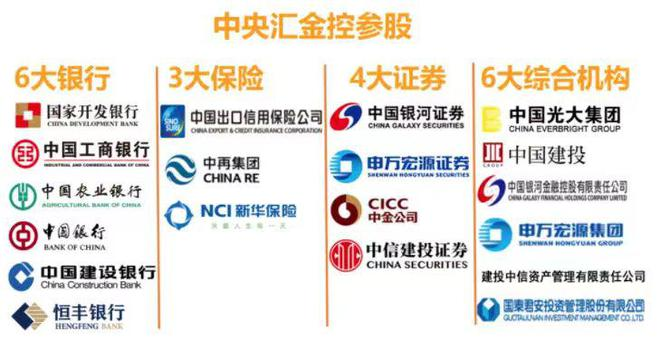 中央汇金控参股
6大银行
国家开发银行
CHINA DEVELOPMENT BANK
中国工商银行
INDUSTRIAL AND COMMERCIAL BANK OF CHINA
中国农业银行
AGRICULTURAL BANK OF CHINA
中国银行
BANK OF CHINA
中国建设银行
China Construction Bank
恒丰银行
HENGFENG BANK
3大保险
SINOSURE
中国出口信用保险公司
CHINA EXPORT & CREDIT INSURANCE CORPORATION
中再集团
CHINA RE
NCI 新华保险
关爱人生每一天
4大证券
中国银河证券
CHINA GALAXY SECURITIES
申万宏源证券
SHENWAN HONGYUAN SECURITIES
CICC
中金公司
中信建投证券
CHINA SECURITIES
6大综合机构
中国光大集团
CHINA EVERBRIGHT GROUP
JIC
GROUP
中国建投
中国银河金融控股有限责任公司
CHINA GALAXY FINANCIAL HOLDINGS COMPANY LIMITED
申万宏源集团
SHENWAN HONGYUAN GROUP
建投中信资产管理有限责任公司
国泰君安投资管理股份有限公司
GUOTAI JUNAN INVESTMENT MANAGEMENT CO.,LTD.